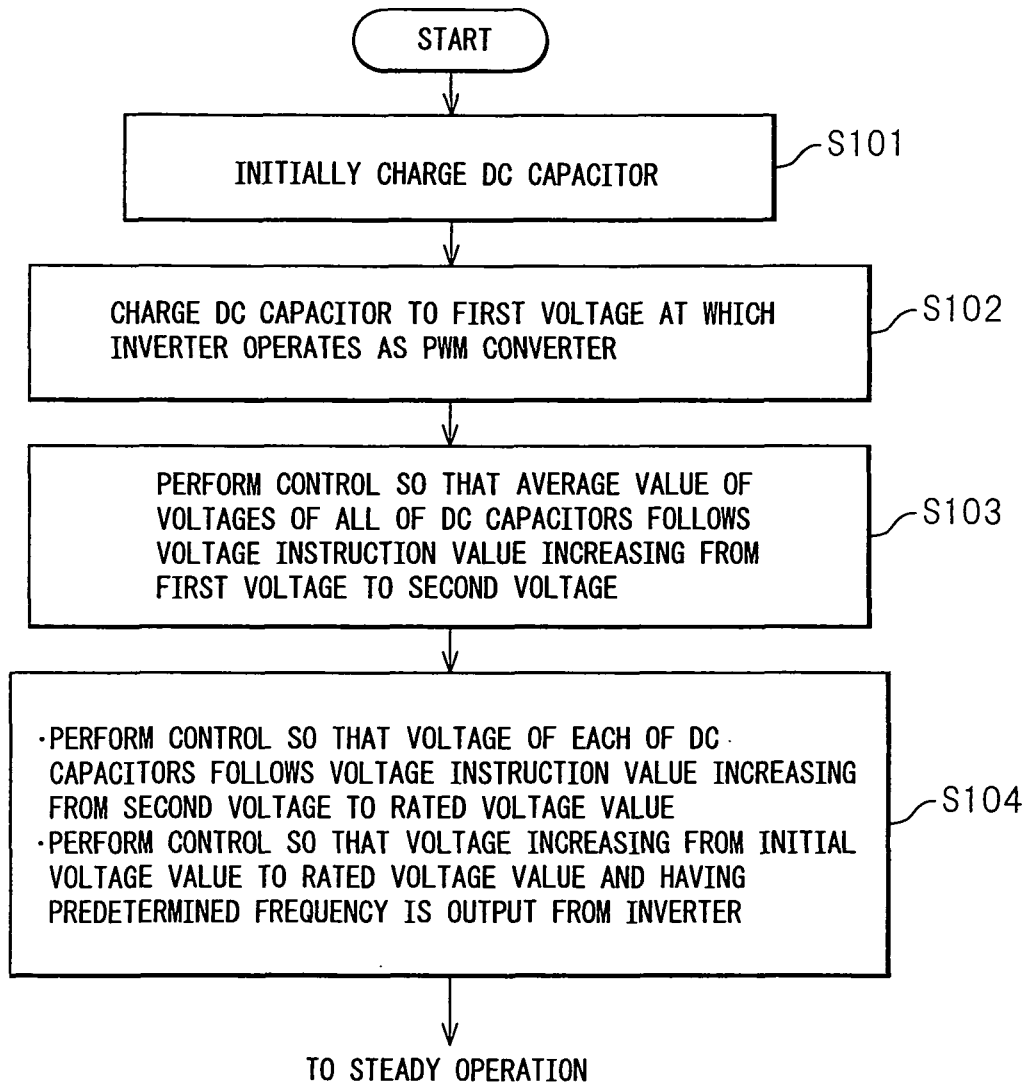 START
INITIALLY CHARGE DC CAPACITOR
S101
CHARGE DC CAPACITOR TO FIRST VOLTAGE AT WHICH
INVERTER OPERATES AS PWM CONVERTER
S102
PERFORM CONTROL SO THAT AVERAGE VALUE OF
VOLTAGES OF ALL OF DC CAPACITORS FOLLOWS
VOLTAGE INSTRUCTION VALUE INCREASING FROM
FIRST VOLTAGE TO SECOND VOLTAGE
S103
·PERFORM CONTROL SO THAT VOLTAGE OF EACH OF DC
CAPACITORS FOLLOWS VOLTAGE INSTRUCTION VALUE INCREASING
FROM SECOND VOLTAGE TO RATED VOLTAGE VALUE
·PERFORM CONTROL SO THAT VOLTAGE INCREASING FROM INITIAL
VOLTAGE VALUE TO RATED VOLTAGE VALUE AND HAVING
PREDETERMINED FREQUENCY IS OUTPUT FROM INVERTER
S104
TO STEADY OPERATION